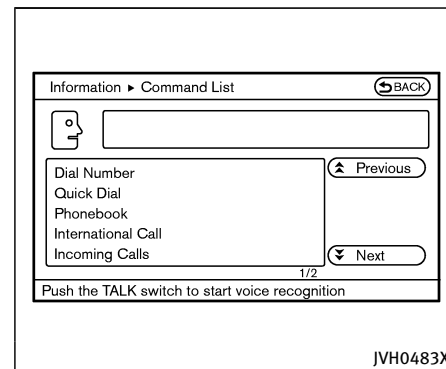 Information ▸ Command List
BACK
Dial Number
Previous
Quick Dial
Phonebook
International Call
Incoming Calls
Next
1/2
Push the TALK switch to start voice recognition
JVH0483X